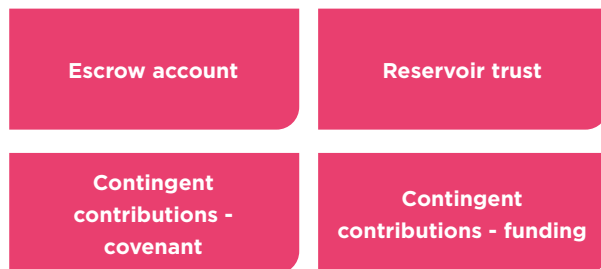 Escrow account
Reservoir trust
Contingent
contributions -
covenant
Contingent
contributions - funding